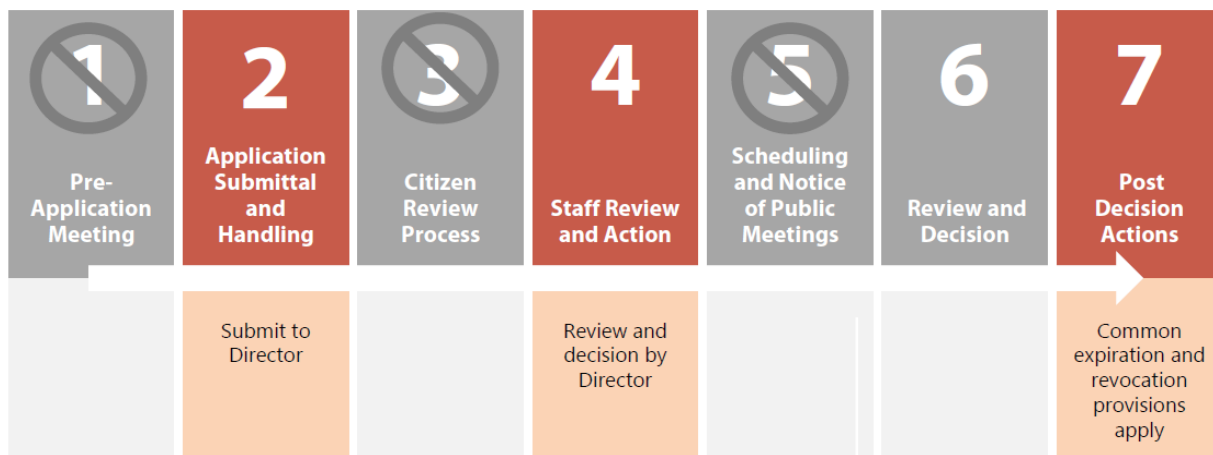 1
Pre-
Application
Meeting
2
Application
Submittal
and
Handling
Submit to
Director
3
Citizen
Review
Process
4
Staff Review
and Action
Review and
decision by
Director
5
Scheduling
and Notice
of Public
Meetings
6
Review and
Decision
7
Post
Decision
Actions
Common
expiration and
revocation
provisions
apply